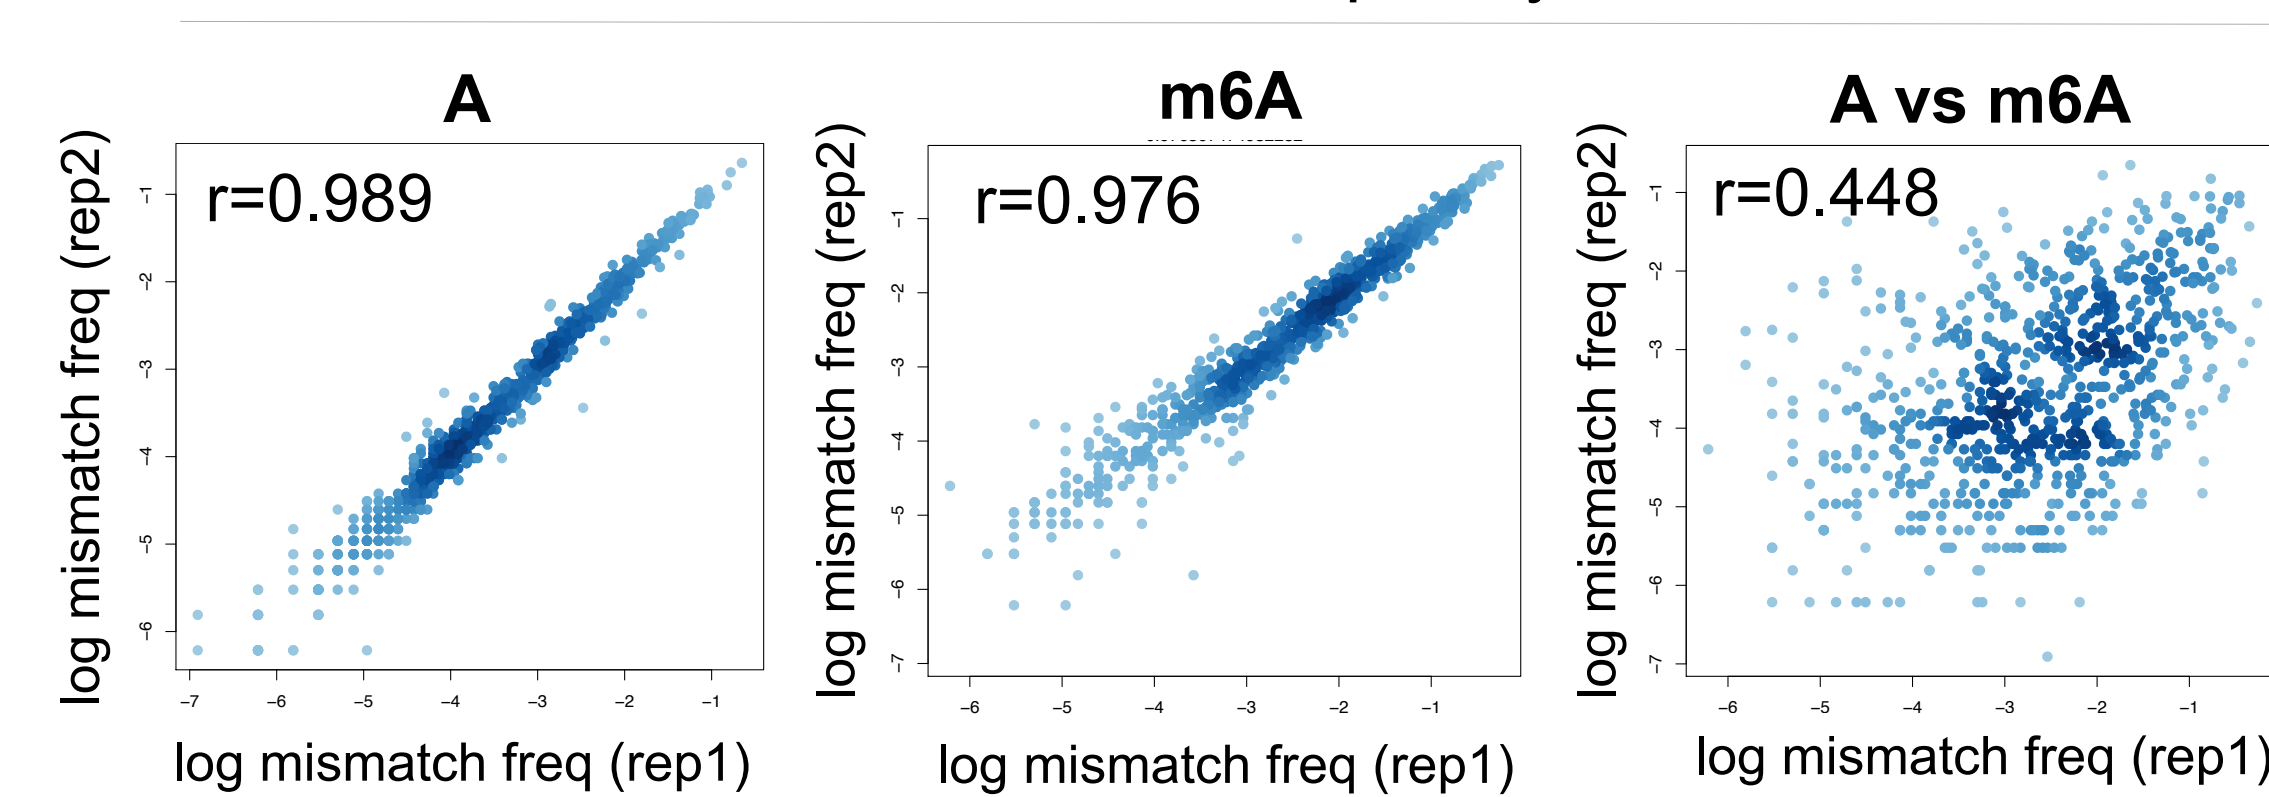 A
m6A
A vs m6A
r=0.989
r=0.976
r=0.448
log mismatch freq (rep2)
−1
−2
−3
−4
−5
−6
−7 −6 −5 −4 −3 −2 −1
log mismatch freq (rep1)
log mismatch freq (rep2)
−1
−2
−3
−4
−5
−6
−7
−6 −5 −4 −3 −2 −1
log mismatch freq (rep1)
log mismatch freq (rep2)
−1
−2
−3
−4
−5
−6
−7
−6 −5 −4 −3 −2 −1
log mismatch freq (rep1)